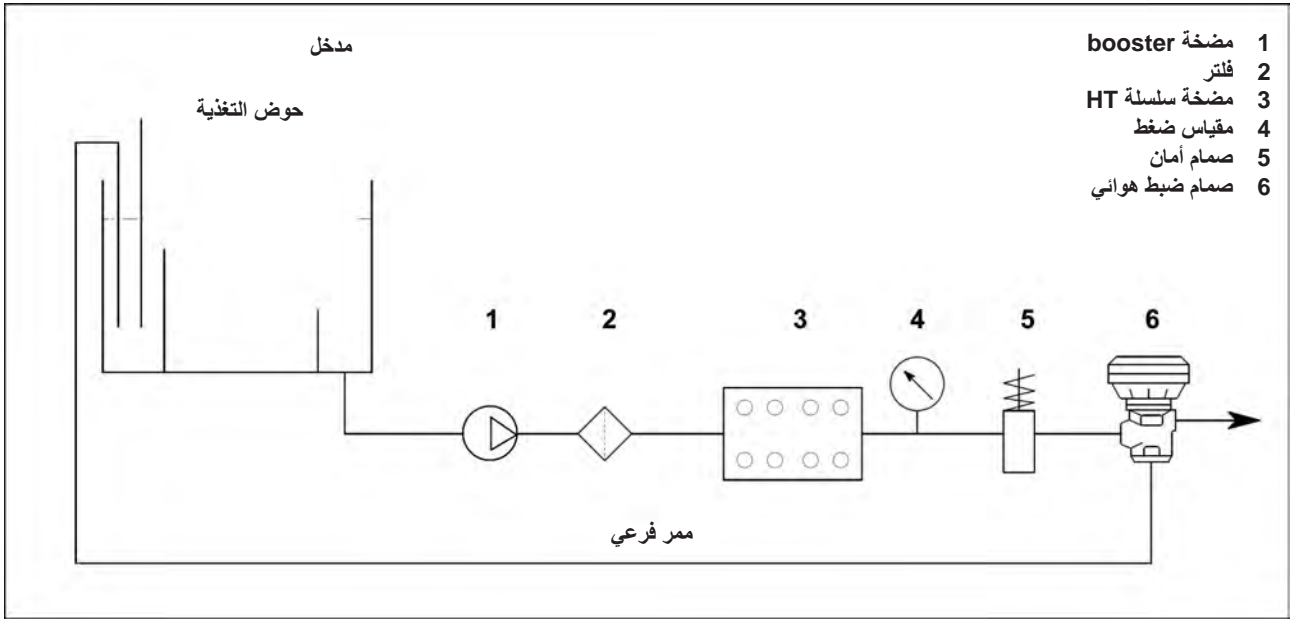 مدخل
حوض التغذية
1 مضخة booster
2 فلتر
3 مضخة سلسلة HT
4 مقياس ضغط
5 صمام أمان
6 صمام ضبط هوائي
1 2 3 4 5 6
ممر فرعي